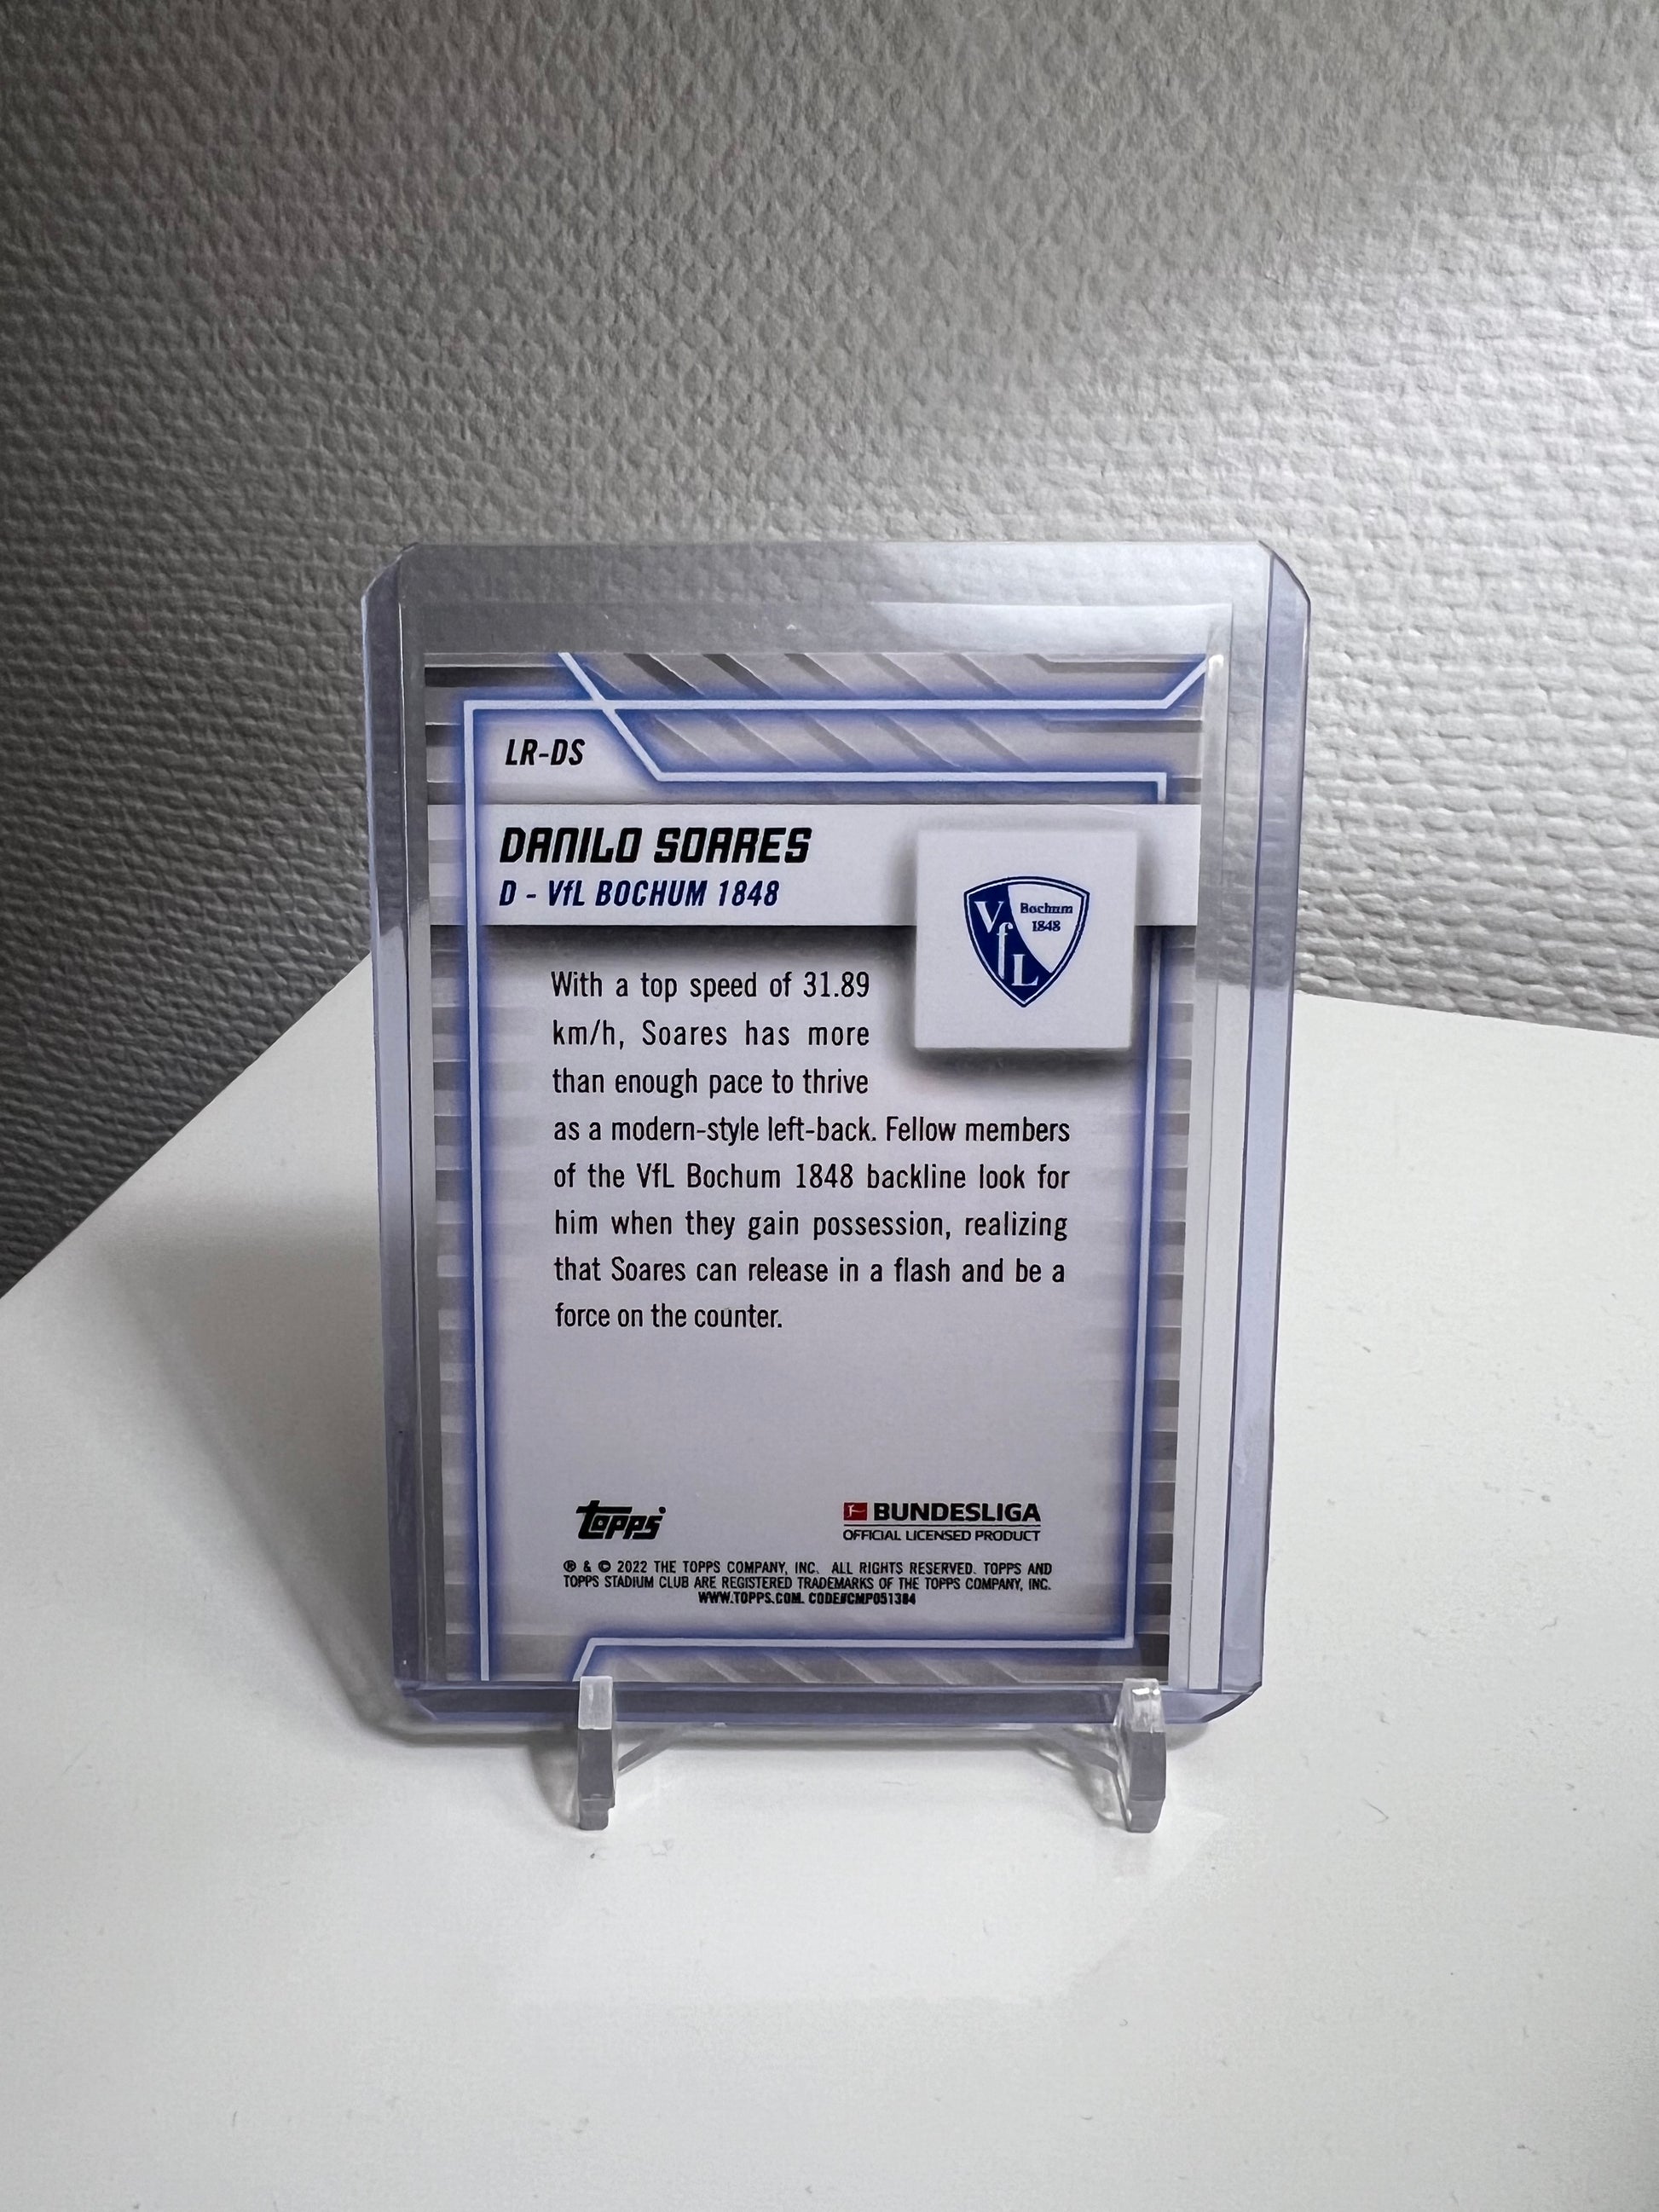 LR-DS
DANILO SOARES
D - VfL BOCHUM 1848
VfL
Bochum
1848
With a top speed of 31.89
km/h, Soares has more
than enough pace to thrive
as a modern-style left-back. Fellow members
of the VfL Bochum 1848 backline look for
him when they gain possession, realizing
that Soares can release in a flash and be a
force on the counter.
Topps
BUNDESLIGA
OFFICIAL LICENSED PRODUCT
® & © 2022 THE TOPPS COMPANY, INC. ALL RIGHTS RESERVED. TOPPS AND
TOPPS STADIUM CLUB ARE REGISTERED TRADEMARKS OF THE TOPPS COMPANY, INC.
WWW.TOPPS.COM. CODE#CMP051384